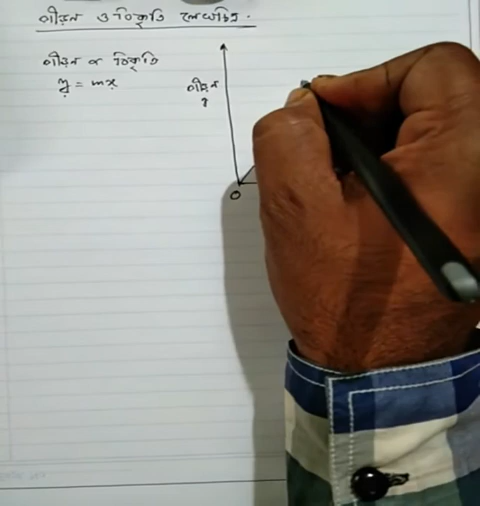 পীড়ন ও বিকৃতি লেখচিত্র.
পীড়ন α বিকৃতি
y = mx
পীড়ন
y
O